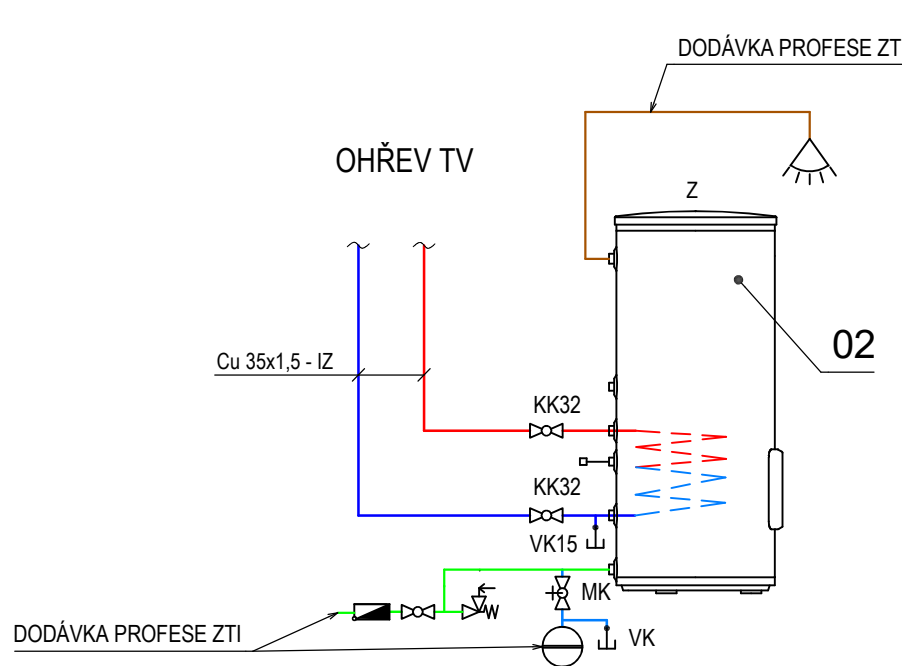 DODÁVKA PROFESE ZT
OHŘEV TV
Z
02
Cu 35x1,5 - IZ
KK32
KK32
VK15
MK
VK
DODÁVKA PROFESE ZTI